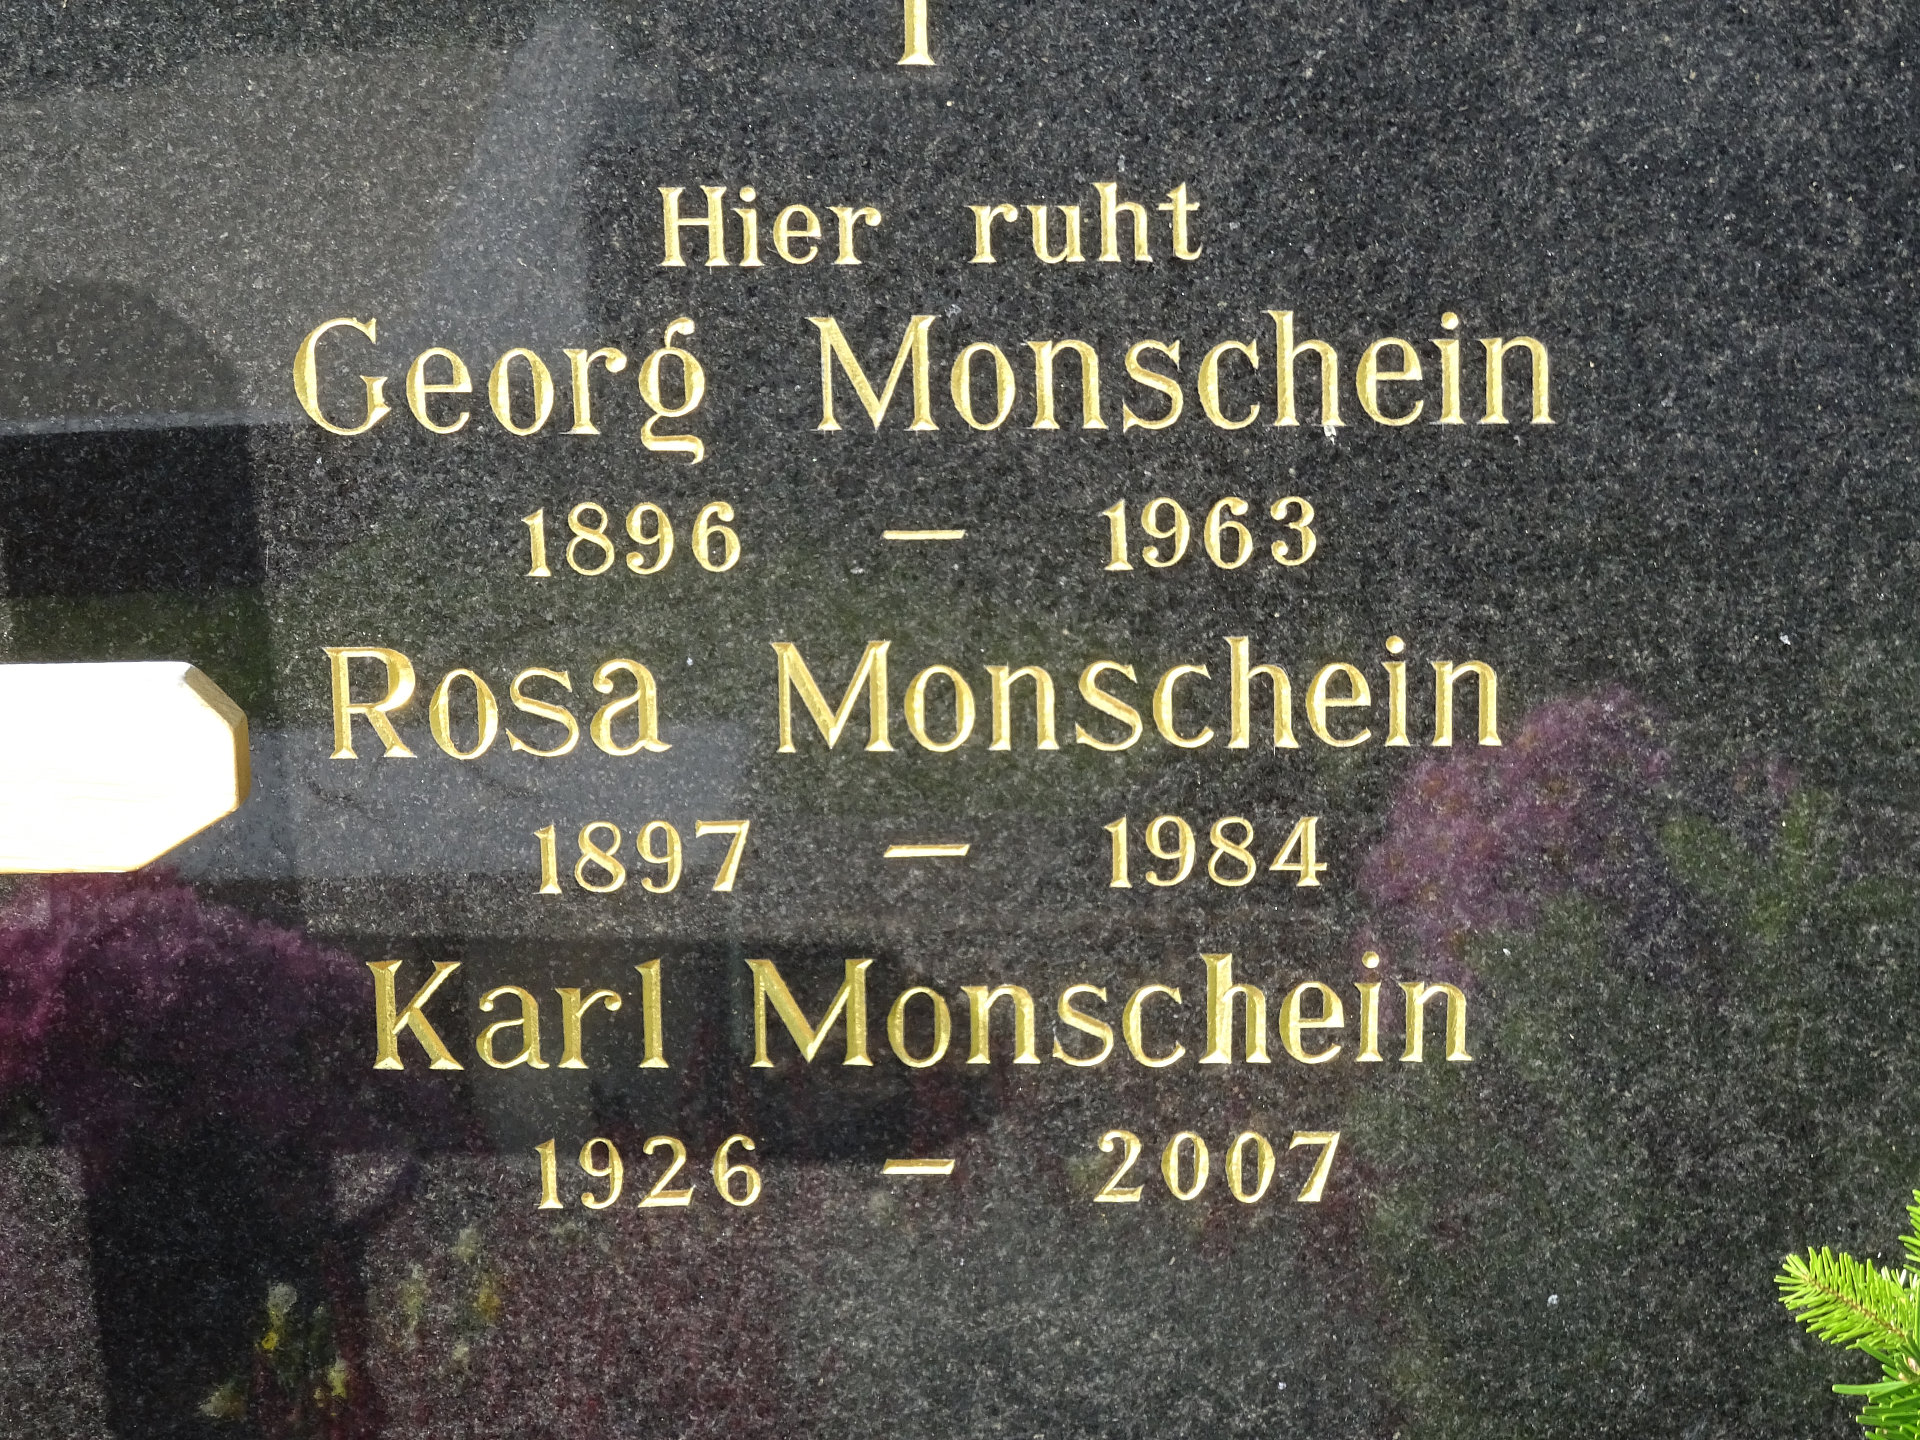 Hier ruht
Georg Monschein
1896 — 1963
Rosa Monschein
1897 — 1984
Karl Monschein
1926 — 2007